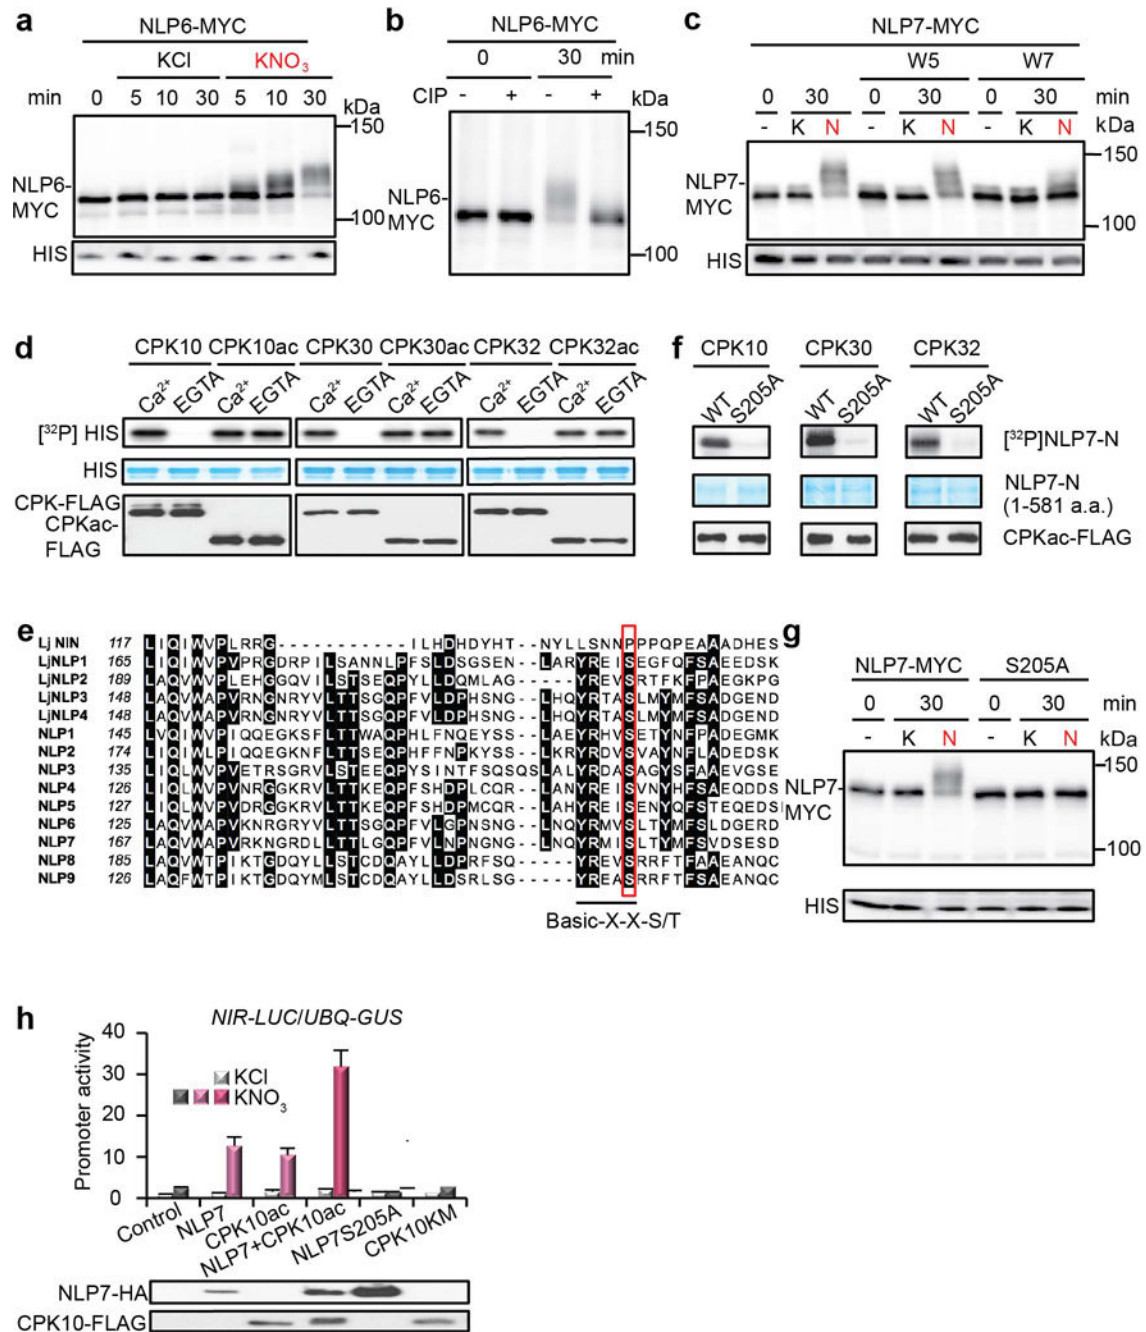 a
NLP6-MYC
KCl KNO3
min 0 5 10 30 5 10 30 kDa
150
NLP6-
MYC
100
HIS
b
NLP6-MYC
0 30 min
CIP - + - + kDa
150
NLP6-
MYC
100
c
NLP7-MYC
W5 W7
0 30 0 30 0 30 min
- K N - K N - K N kDa
150
NLP7-
MYC
100
HIS
d
CPK10 CPK10ac CPK30 CPK30ac CPK32 CPK32ac
Ca2+ EGTA Ca2+ EGTA Ca2+ EGTA Ca2+ EGTA Ca2+ EGTA Ca2+ EGTA
[32P] HIS
HIS
CPK-FLAG
CPKac-
FLAG
f
CPK10 CPK30 CPK32
WT S205A WT S205A WT S205A
[32P]NLP7-N
NLP7-N
(1-581 a.a.)
CPKac-FLAG
e
Lj NIN 117 LIQIWVPLRRG-------------ILHDHDYHT--NYLLSNNPPPQPEAAADHES
LjNLP1 165 LIQIWVPVPRGDRPILSANNLPFSLDSGSEN--LARYREISEGFQFSAEEDSK
LjNLP2 189 LAQVWVPLEHGGQVILSTSEQPYLLDQMLAG-----YREVSRTFKFPAEGKPG
LjNLP3 148 LAQVWAPVRNGNRYVLTTSGQPFVLDPHSNG--LHQYRTASLMYMFSADGEND
LjNLP4 148 LAQVWAPVRNGNRYVLTTSGQPFVLDPHSNG--LHQYRTASLMYMFSADGEND
NLP1 145 LVQIWVPIQQEGKSFLTTWAQPHLFNQEYSS--LAEYRHVSETYNFPADEGMK
NLP2 174 LIQIWVPIQQEGKNFLTTSEQPHFFNPKYSS--LKRYRDVSVAYNFLADEDSK
NLP3 135 LIQIWVPVETRSGRVLSTEEQPYSINTFSQSQSLALYRDASAGYSFAAEVGSE
NLP4 126 LIQLWVPVDRGGKRVLTTKEQPFSHDPLCQR--LANYREISVNYQFSAEQDDS
NLP5 127 LIQIWVPVNRGGKRVLTTKEQPFSHDPMCQR--LAHYREISENYQFSTEQEDS
NLP6 125 LAQVWAPVKNRGRYVLTTSGQPFVLGPNSNG--LNQYRMVSLTYMFSLDGERD
NLP7 167 LAQVWAPVRKNGRDLLTTLGQPFVLNPNGNG--LNQYRMISLTYMFSVDSESD
NLP8 185 LAQVWTPIKTGDQYLLSTCDQAYLLDPRFSQ-----YREVSRRFTFAAEANQC
NLP9 126 LAQFWTPIKTGDQYMLSTCDQAYLLDSRLSG-----YREASRRFTFSAEANQC
Basic-X-X-S/T
g
NLP7-MYC S205A
0 30 0 30 min
- K N - K N kDa
150
NLP7-
MYC
100
HIS
h
NIR-LUC/UBQ-GUS
Promoter activity
40
30
20
10
0
KCl
KNO3
Control NLP7 CPK10ac NLP7+CPK10ac NLP7S205A CPK10KM
NLP7-HA
CPK10-FLAG